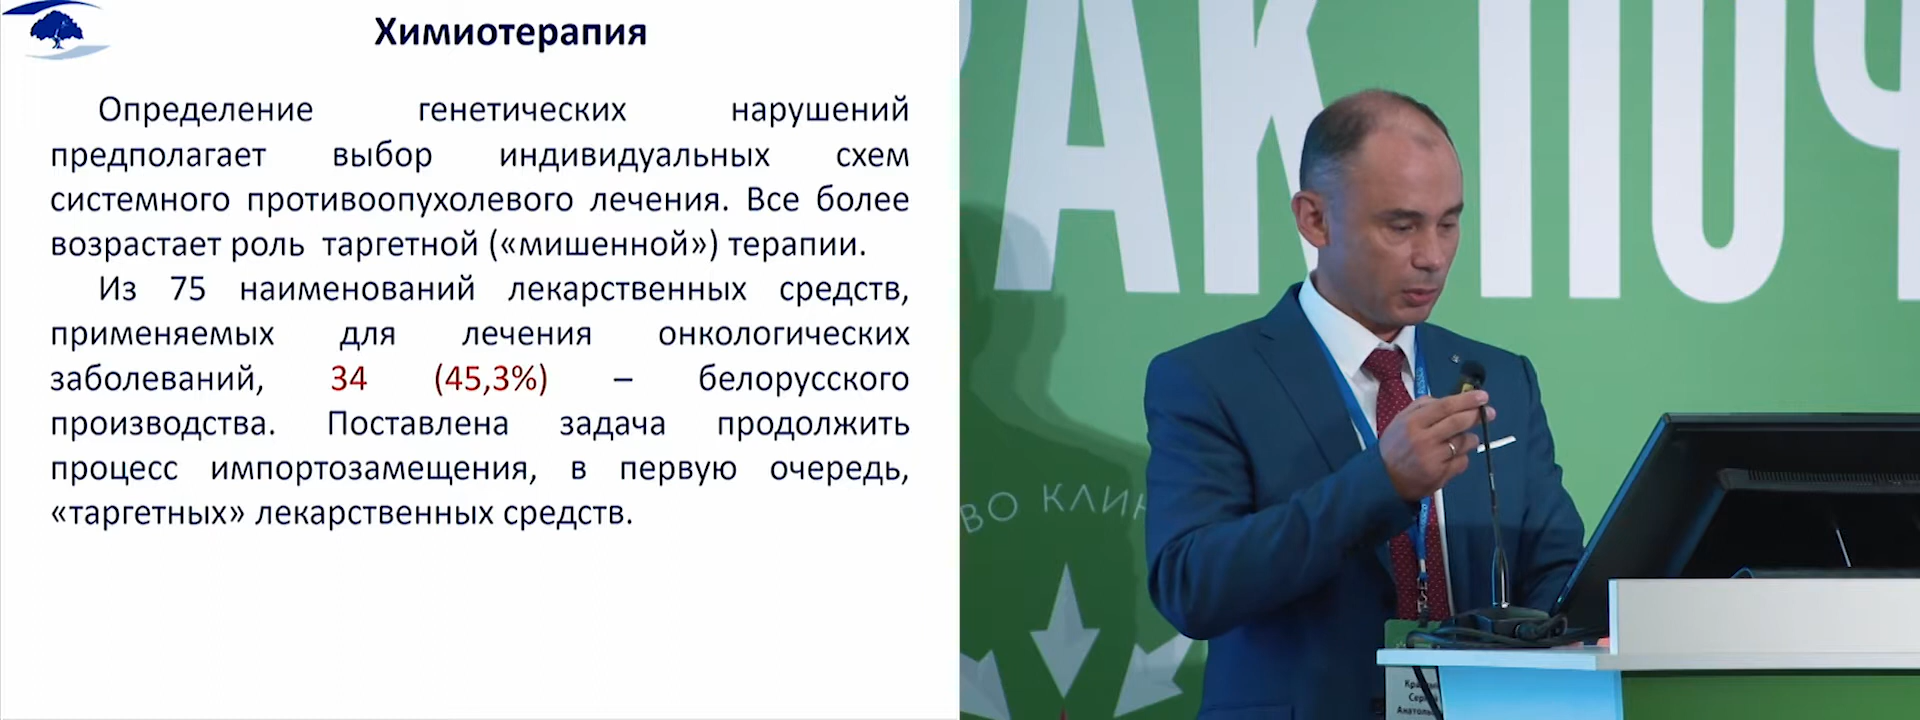 Химиотерапия
Определение генетических нарушений
предполагает выбор индивидуальных схем
системного противоопухолевого лечения. Все более
возрастает роль таргетной («мишенной») терапии.
Из 75 наименований лекарственных средств,
применяемых для лечения онкологических
заболеваний, 34 (45,3%) – белорусского
производства. Поставлена задача продолжить
процесс импортозамещения, в первую очередь,
«таргетных» лекарственных средств.
РАК ПОЧ
ВО КЛИН